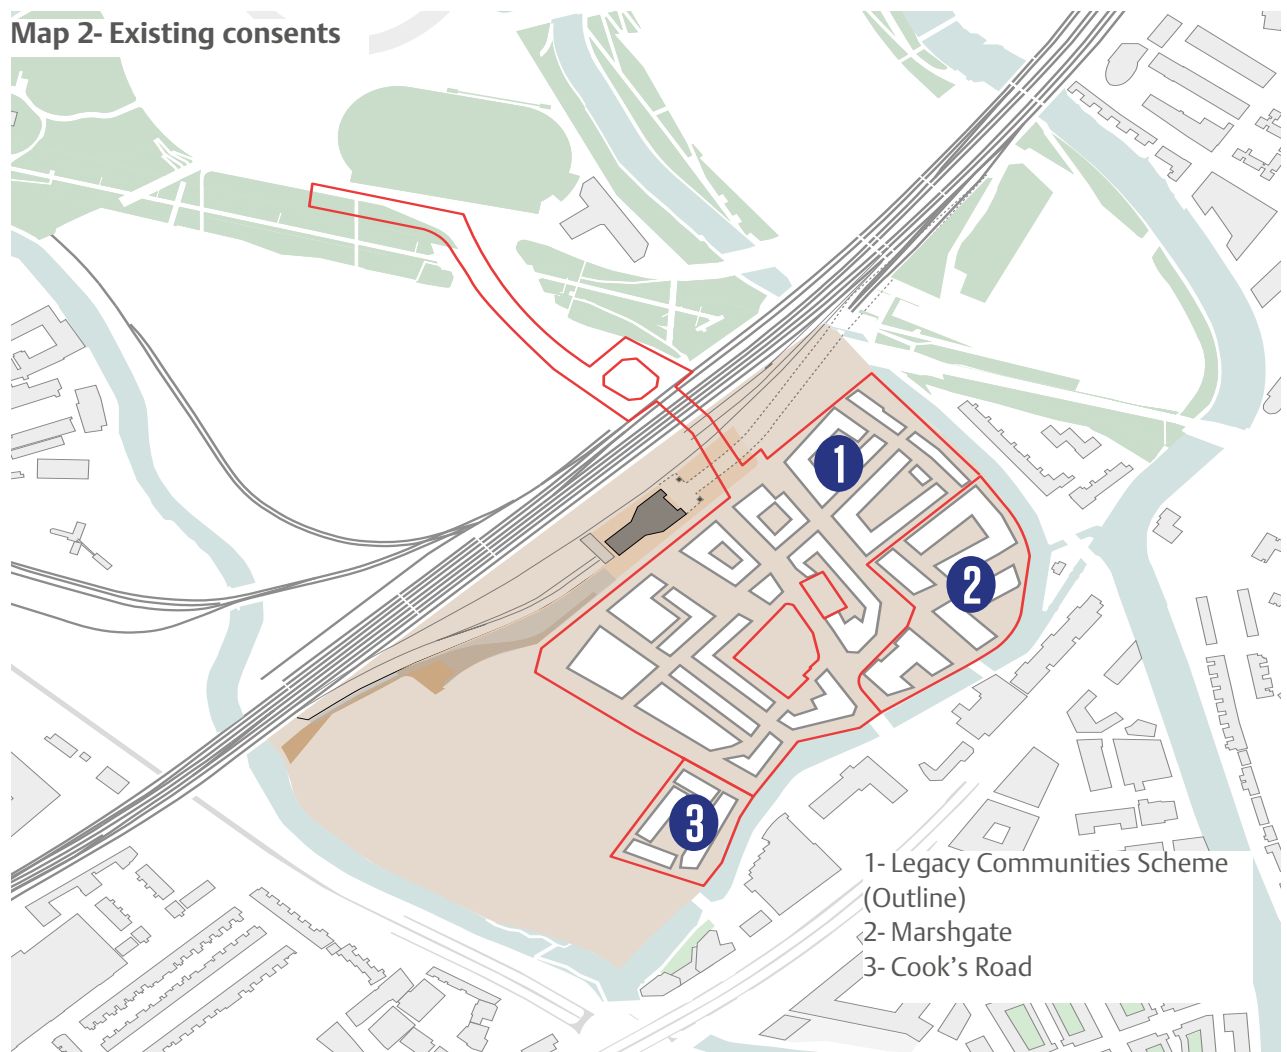 Map 2- Existing consents
1
2
3
1- Legacy Communities Scheme
(Outline)
2- Marshgate
3- Cook’s Road